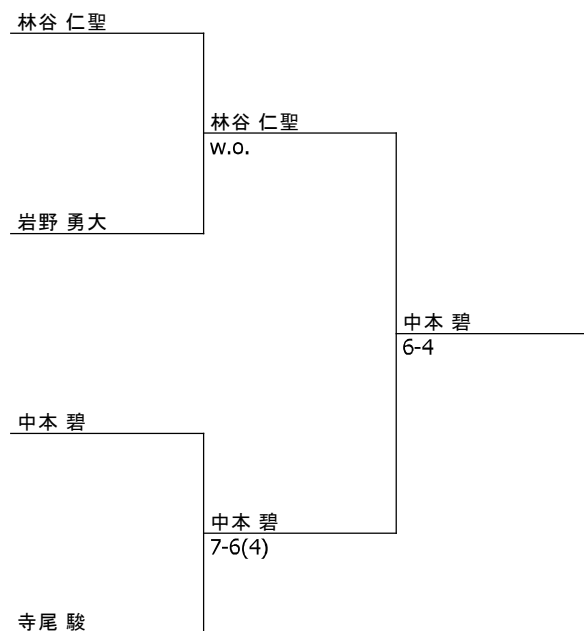 林谷 仁聖
林谷 仁聖
w.o.
岩野 勇大
中本 碧
6-4
中本 碧
中本 碧
7-6(4)
寺尾 駿